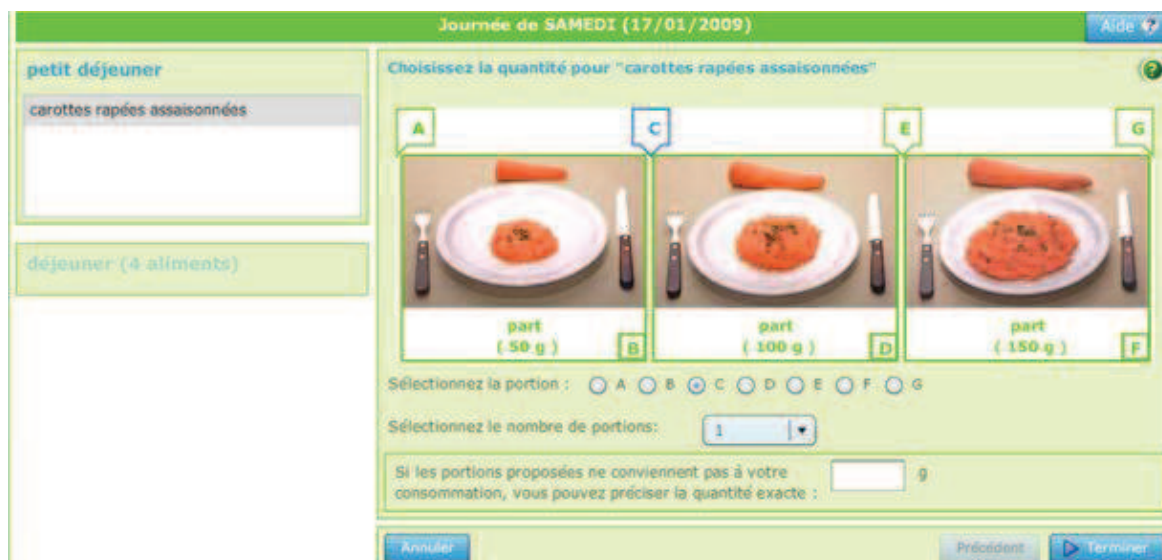 Journée de SAMEDI (17/01/2009)
Aide ?
petit déjeuner
carottes rapées assaisonnées
déjeuner (4 aliments)
Choisissez la quantité pour "carottes rapées assaisonnées"
?
A
C
E
G
part
( 50 g )
B
part
( 100 g )
D
part
( 150 g )
F
Sélectionnez la portion : A B C D E F G
Sélectionnez le nombre de portions: 1
Si les portions proposées ne conviennent pas à votre
consommation, vous pouvez préciser la quantité exacte : g
Annuler
Précédent
Terminer